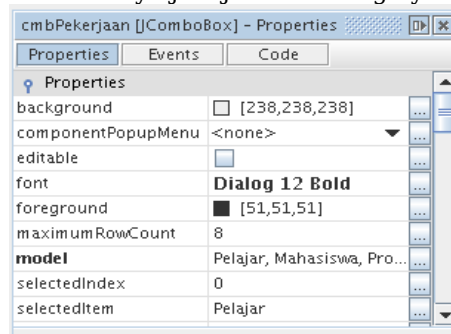 cmbPekerjaan [JComboBox] - Properties
Properties Events Code
Properties
background [238,238,238] ...
componentPopupMenu <none> ...
editable ...
font Dialog 12 Bold ...
foreground [51,51,51] ...
maximumRowCount 8 ...
model Pelajar, Mahasiswa, Pro... ...
selectedIndex 0 ...
selectedItem Pelajar ...